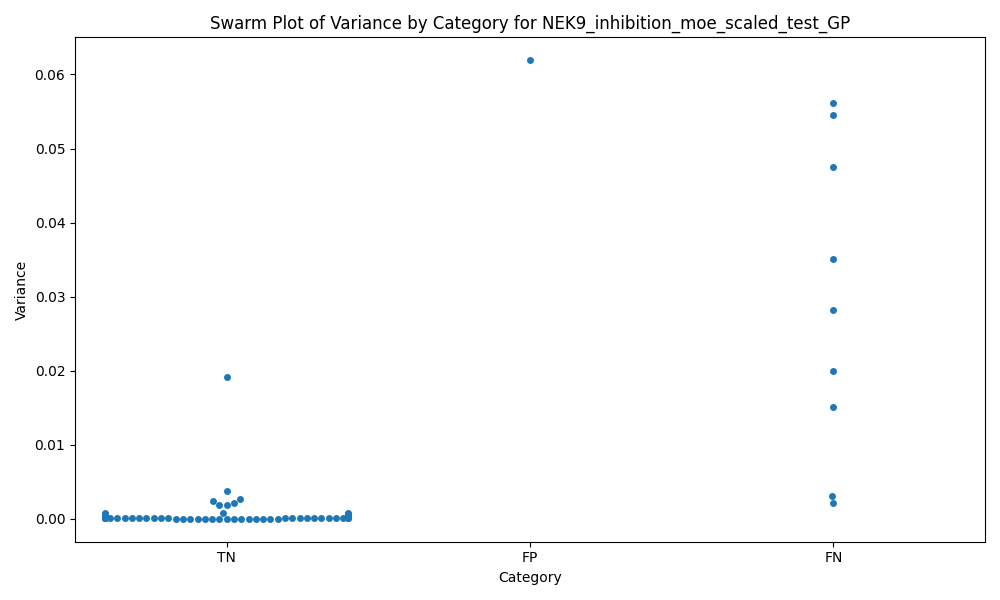 Swarm Plot of Variance by Category for NEK9_inhibition_moe_scaled_test_GP
0.06
0.05
0.04
0.03
0.02
0.01
0.00
Variance
TN
FP
FN
Category